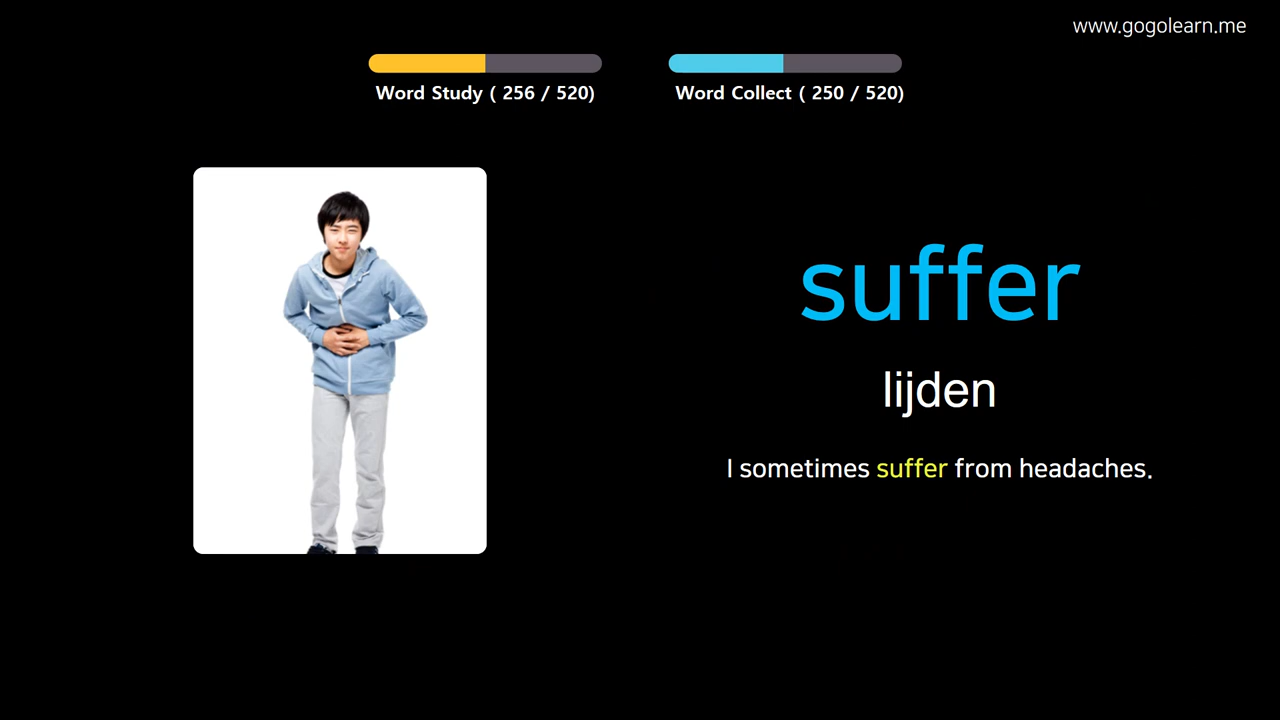 www.gogolearn.me
Word Study ( 256 / 520)
Word Collect ( 250 / 520)
suffer
lijden
I sometimes suffer from headaches.